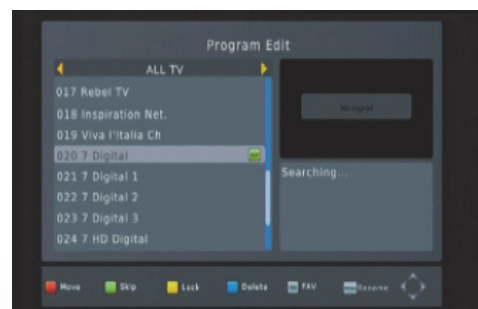 Program Edit
ALL TV
017 Rebel TV
018 Inspiration Net.
019 Viva l'Italia Ch
020 7 Digital
021 7 Digital 1
022 7 Digital 2
023 7 Digital 3
024 7 HD Digital
No signal
Searching...
Move Skip Lock Delete FAV Rename